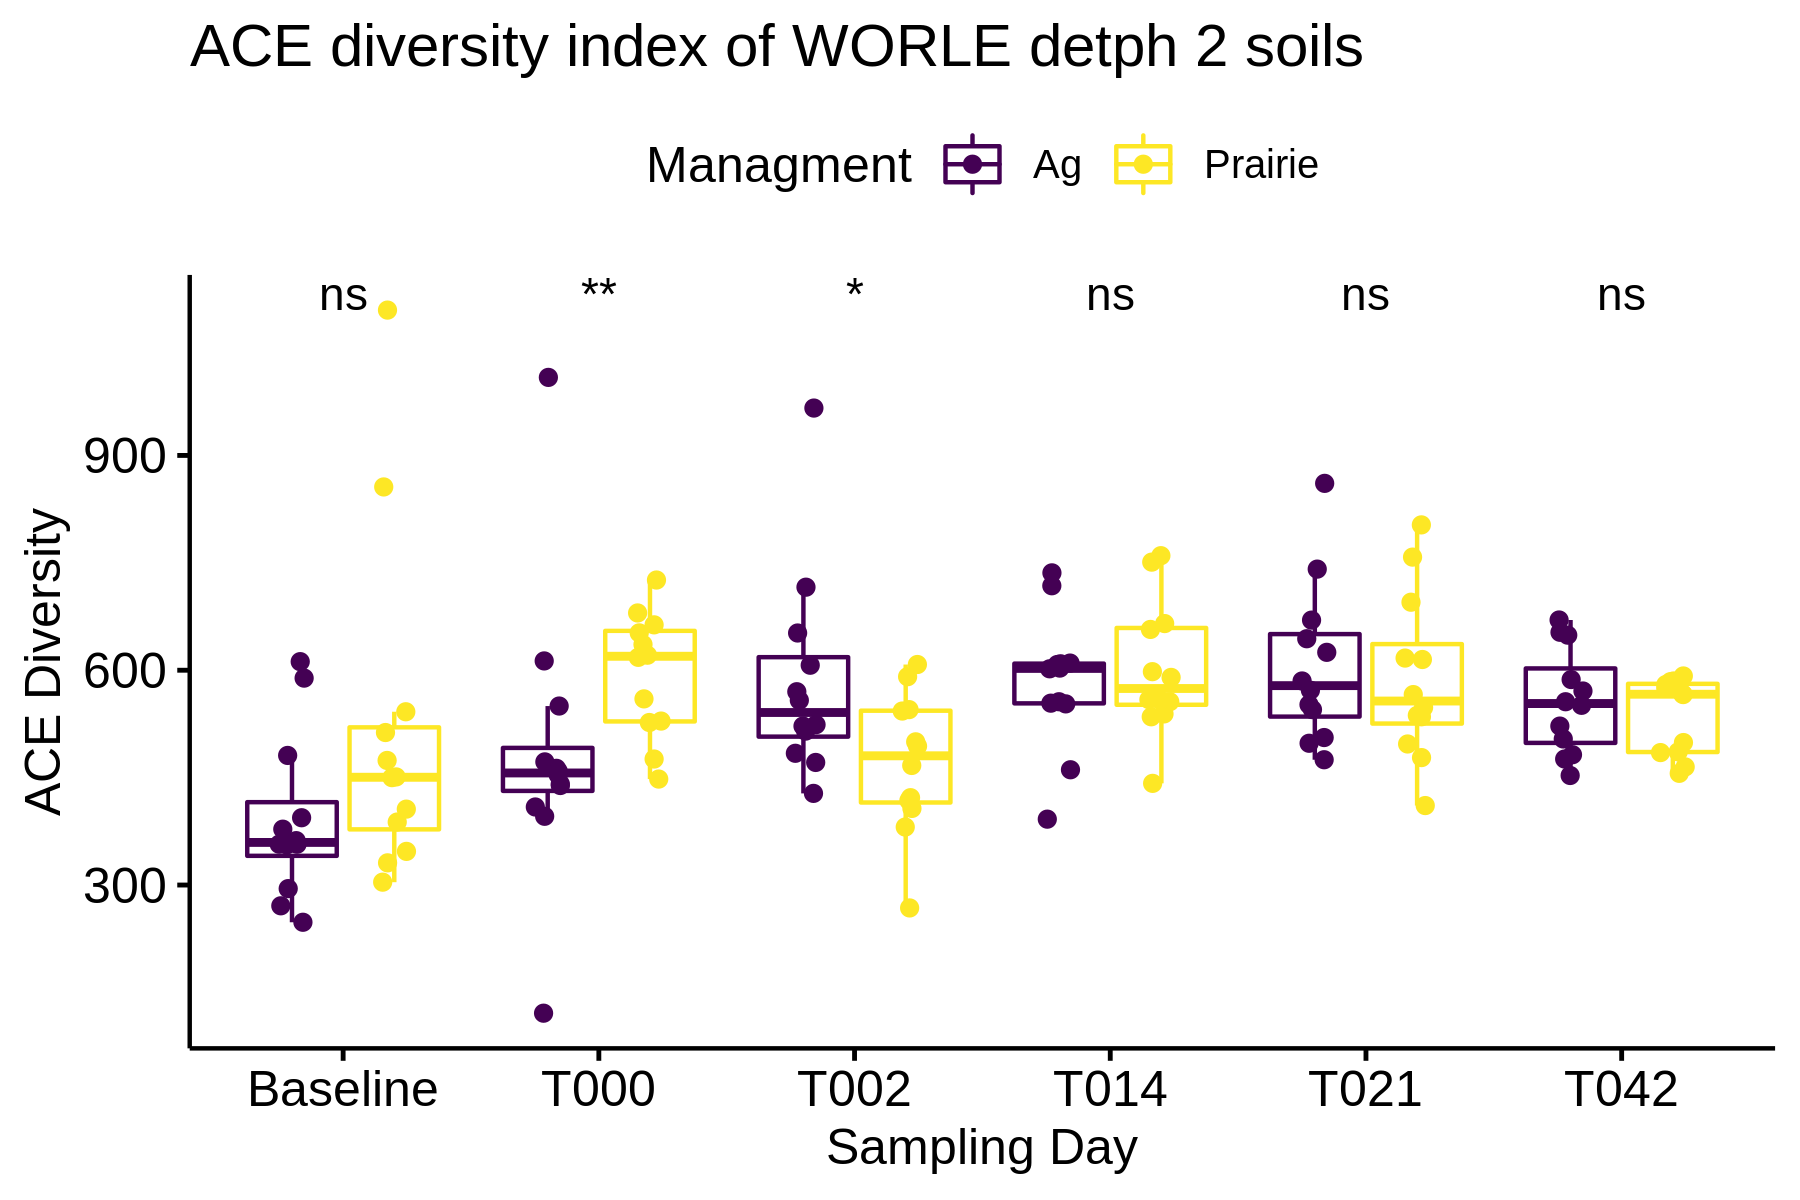 ACE diversity index of WORLE detph 2 soils
Managment Ag Prairie
ns ** * ns ns ns
900
600
300
ACE Diversity
Baseline T000 T002 T014 T021 T042
Sampling Day